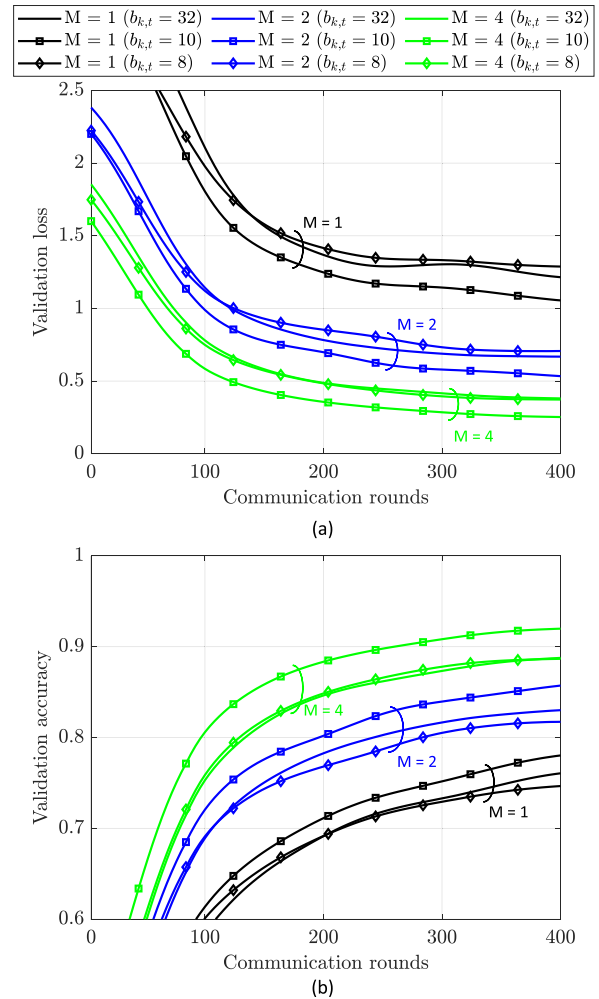 M = 1 (b_{k,t} = 32) M = 2 (b_{k,t} = 32) M = 4 (b_{k,t} = 32)
M = 1 (b_{k,t} = 10) M = 2 (b_{k,t} = 10) M = 4 (b_{k,t} = 10)
M = 1 (b_{k,t} = 8) M = 2 (b_{k,t} = 8) M = 4 (b_{k,t} = 8)
2.5
2
1.5
1
0.5
0
Validation loss
M = 1
M = 2
M = 4
0 100 200 300 400
Communication rounds
(a)
1
0.9
0.8
0.7
0.6
Validation accuracy
M = 4
M = 2
M = 1
0 100 200 300 400
Communication rounds
(b)